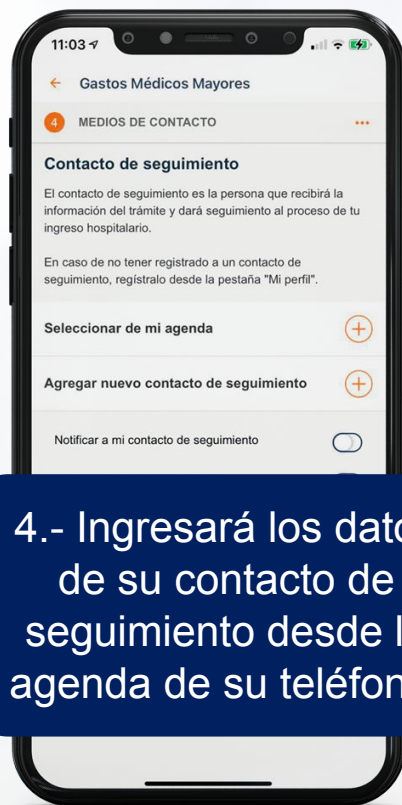 11:03
Gastos Médicos Mayores
4 MEDIOS DE CONTACTO
Contacto de seguimiento
El contacto de seguimiento es la persona que recibirá la
información del trámite y dará seguimiento al proceso de tu
ingreso hospitalario.
En caso de no tener registrado a un contacto de
seguimiento, regístralo desde la pestaña "Mi perfil".
Seleccionar de mi agenda
Agregar nuevo contacto de seguimiento
Notificar a mi contacto de seguimiento
4.- Ingresará los dato
de su contacto de
seguimiento desde l
agenda de su teléfon